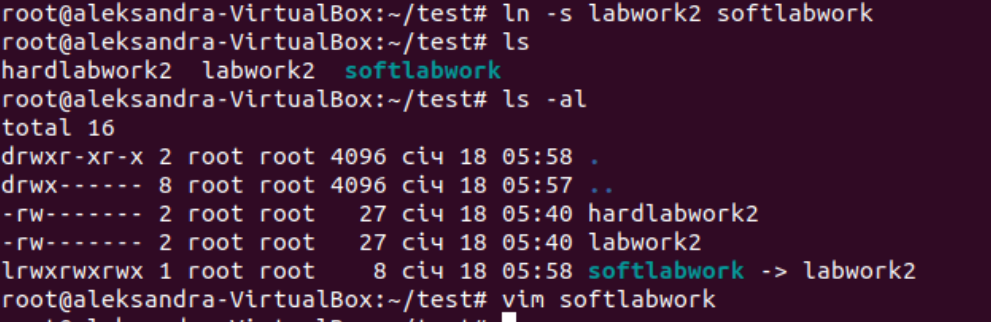 root@aleksandra-VirtualBox:~/test# ln -s labwork2 softlabwork
root@aleksandra-VirtualBox:~/test# ls
hardlabwork2  labwork2  softlabwork
root@aleksandra-VirtualBox:~/test# ls -al
total 16
drwxr-xr-x 2 root root 4096 січ 18 05:58 .
drwx------ 8 root root 4096 січ 18 05:57 ..
-rw------- 2 root root   27 січ 18 05:40 hardlabwork2
-rw------- 2 root root   27 січ 18 05:40 labwork2
lrwxrwxrwx 1 root root    8 січ 18 05:58 softlabwork -> labwork2
root@aleksandra-VirtualBox:~/test# vim softlabwork